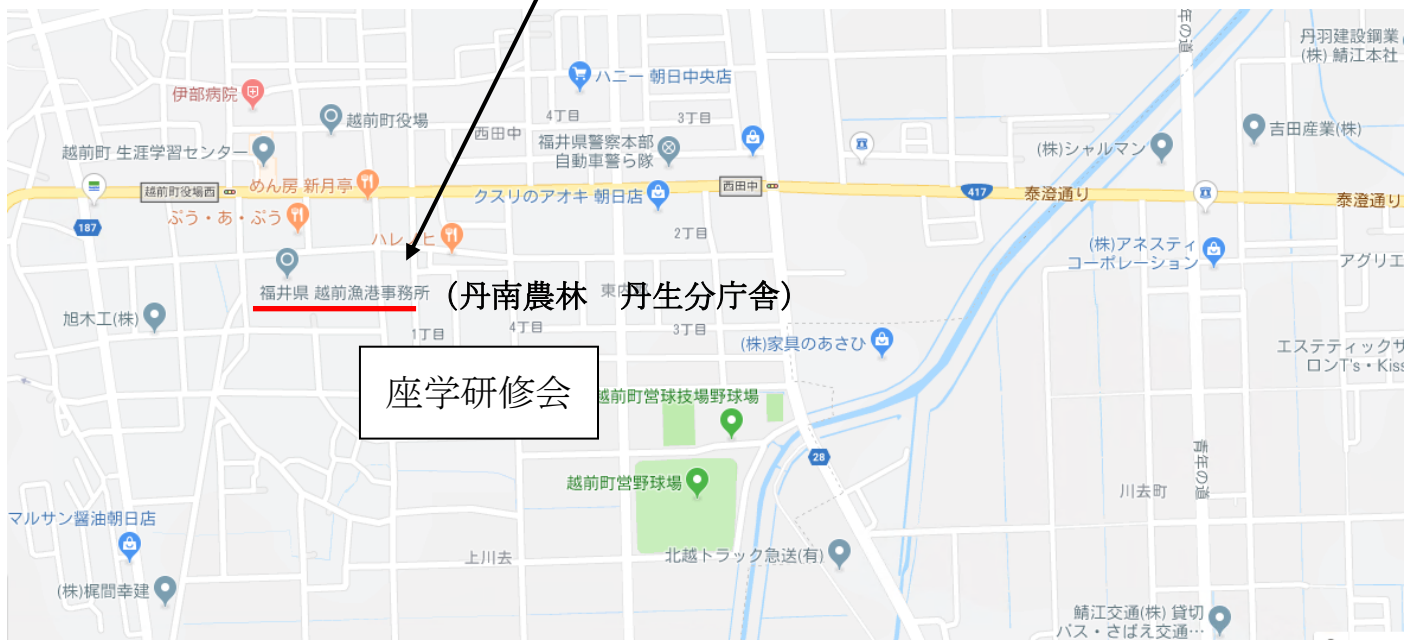 丹羽建設鋼業
(株) 鯖江本社
青年の道
ハニー 朝日中央店
伊部病院
越前町役場
4丁目
3丁目
西田中
福井県警察本部
自動車警ら隊
吉田産業(株)
(株)シャルマン
越前町 生涯学習センター
越前町役場西
めん房 新月亭
クスリのアオキ 朝日店
西田中
417
泰澄通り
泰澄通り
187
ぷう・あ・ぷう
ハレ
ヒ
2丁目
(株)アネスティ
コーポレーション
アグリエ
福井県 越前漁港事務所
(丹南農林 丹生分庁舎)
旭木工(株)
1丁目
4丁目
3丁目
(株)家具のあさひ
エステティックサ
ロンT's・Kiss
座学研修会
越前町営球技場野球場
28
青年の道
越前町営野球場
川去町
マルサン醤油朝日店
上川去
北越トラック急送(有)
(株)梶間幸建
鯖江交通(株) 貸切
バス・さばえ交通…